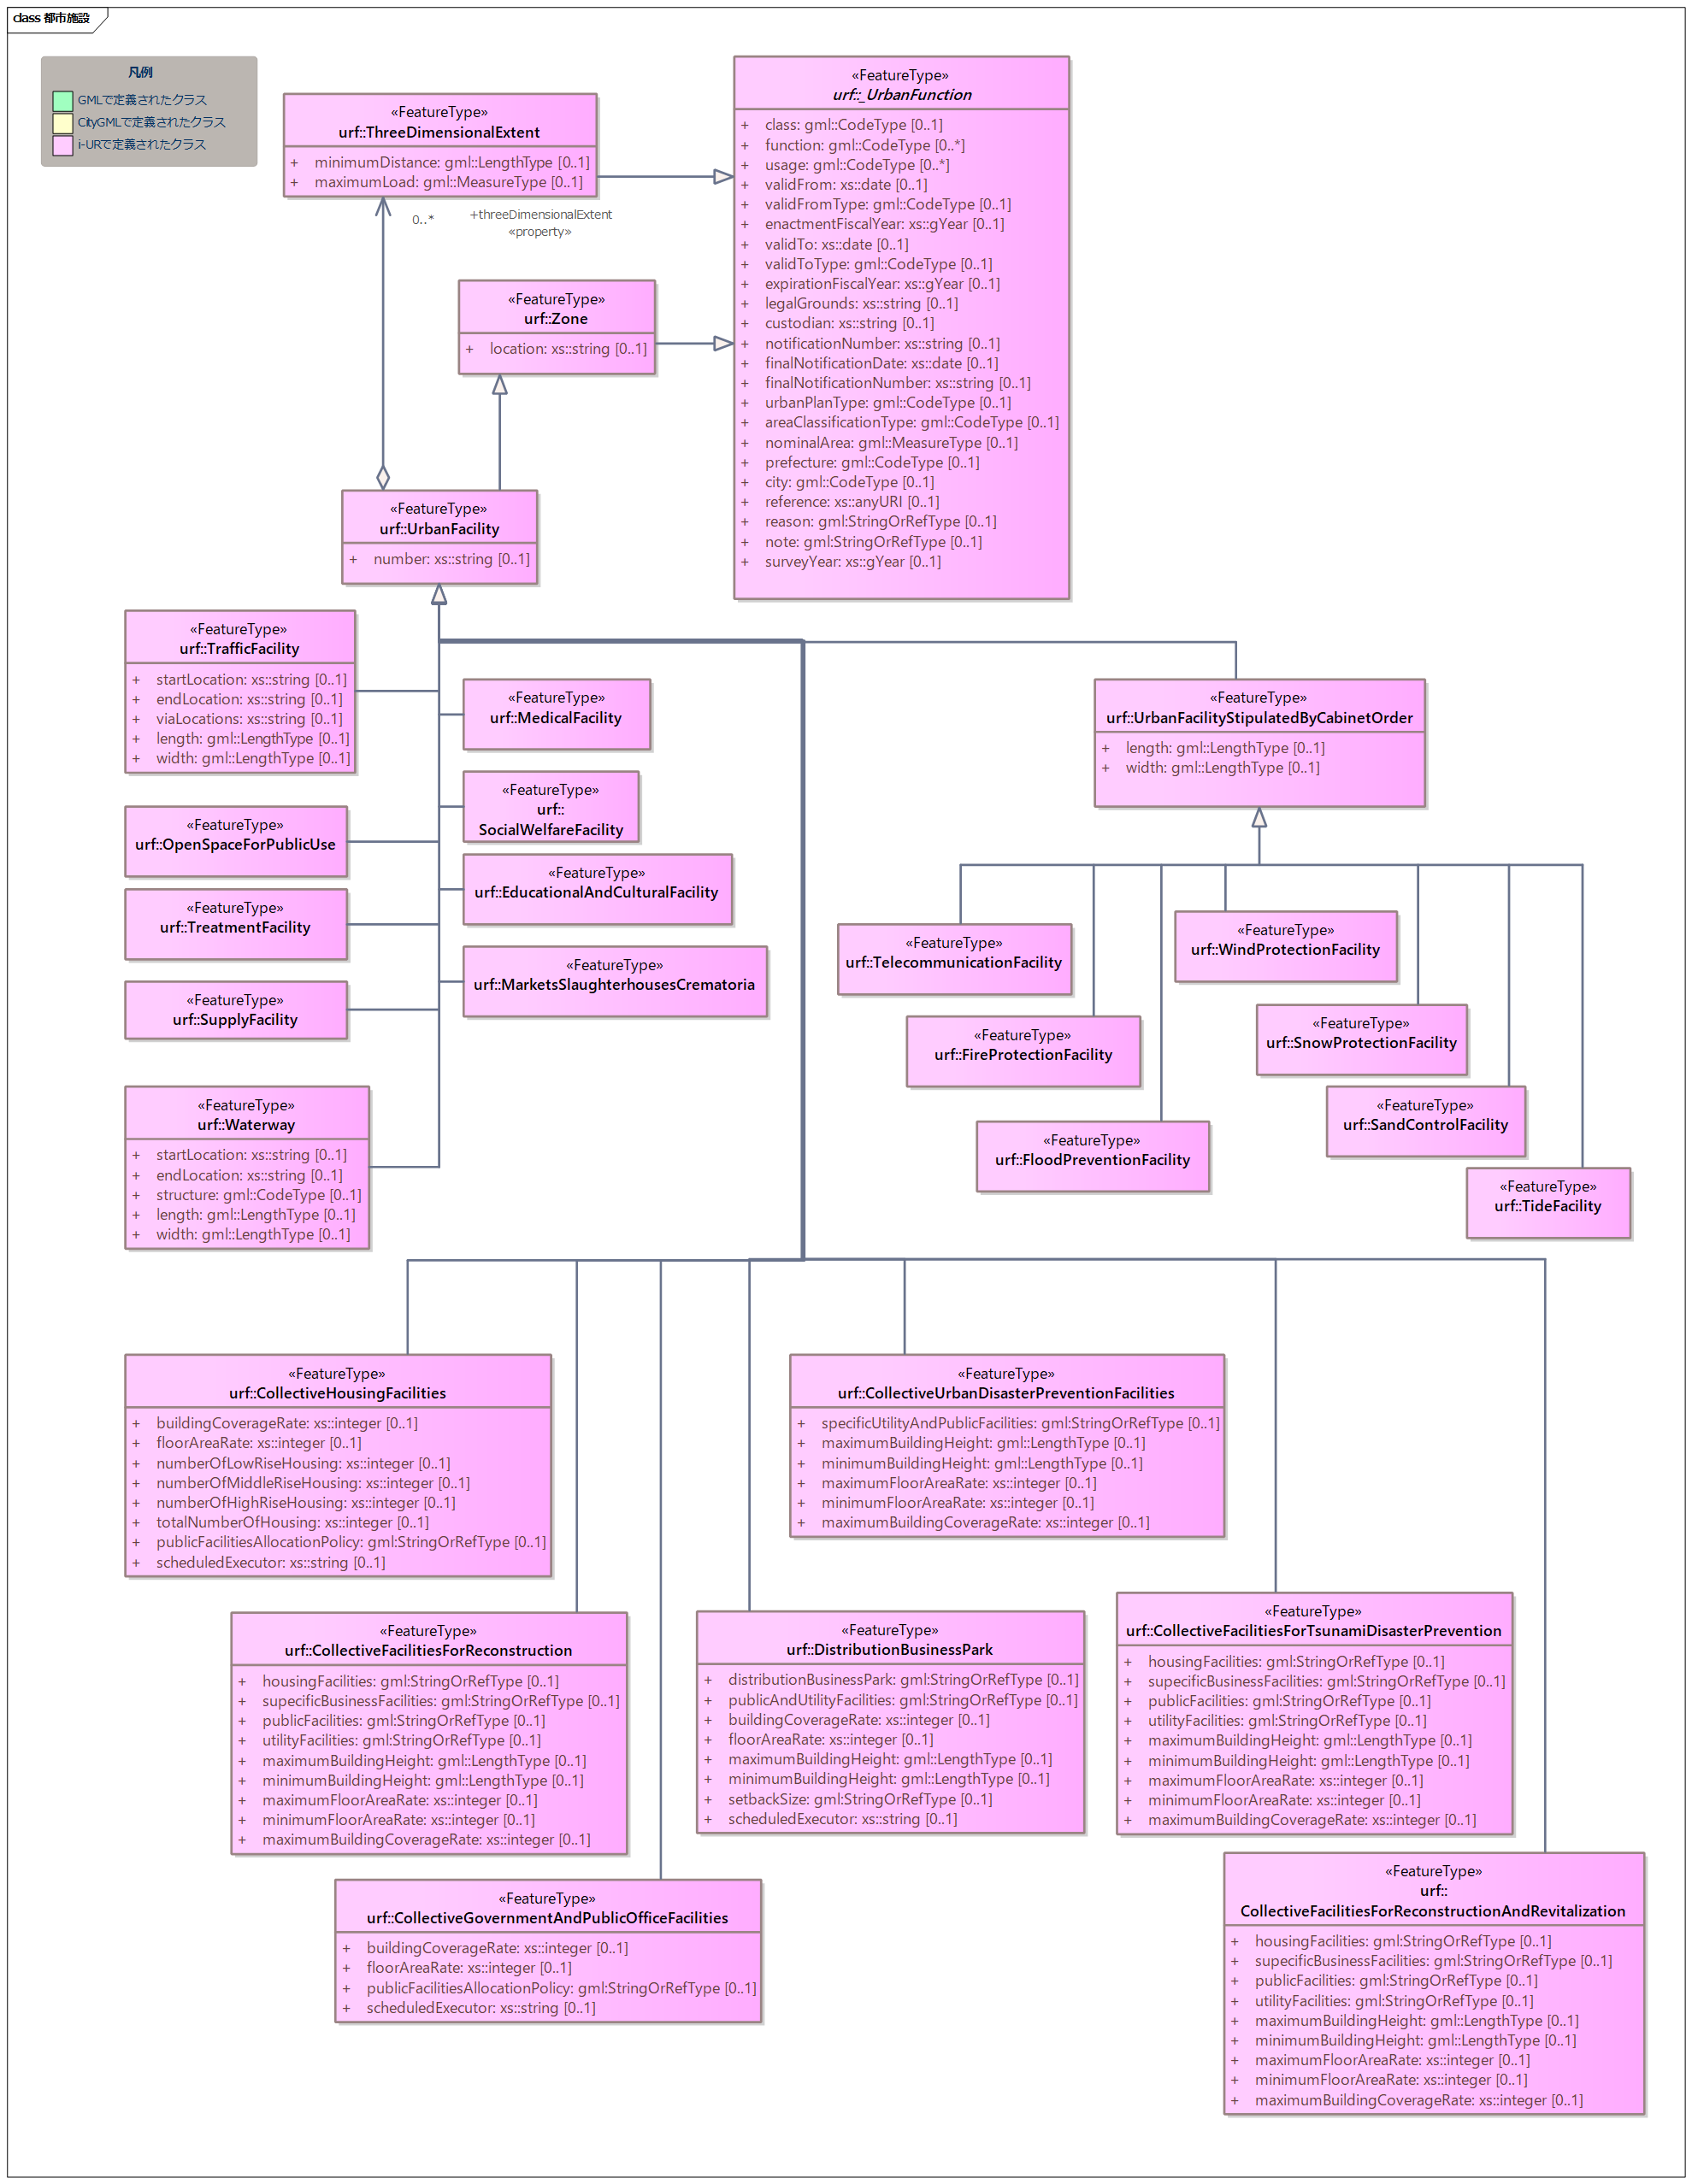 class 都市施設
凡例
GMLで定義されたクラス
CityGMLで定義されたクラス
i-URで定義されたクラス
«FeatureType»
urf::ThreeDimensionalExtent
+ minimumDistance: gml::LengthType [0..1]
+ maximumLoad: gml::MeasureType [0..1]
0..*
+threeDimensionalExtent
«property»
«FeatureType»
urf::_UrbanFunction
+ class: gml::CodeType [0..1]
+ function: gml::CodeType [0..*]
+ usage: gml::CodeType [0..*]
+ validFrom: xs::date [0..1]
+ validFromType: gml::CodeType [0..1]
+ enactmentFiscalYear: xs::gYear [0..1]
+ validTo: xs::date [0..1]
+ validToType: gml::CodeType [0..1]
+ expirationFiscalYear: xs::gYear [0..1]
+ legalGrounds: xs::string [0..1]
+ custodian: xs::string [0..1]
+ notificationNumber: xs::string [0..1]
+ finalNotificationDate: xs::date [0..1]
+ finalNotificationNumber: xs::string [0..1]
+ urbanPlanType: gml::CodeType [0..1]
+ areaClassificationType: gml::CodeType [0..1]
+ nominalArea: gml::MeasureType [0..1]
+ prefecture: gml::CodeType [0..1]
+ city: gml::CodeType [0..1]
+ reference: xs::anyURI [0..1]
+ reason: gml:StringOrRefType [0..1]
+ note: gml:StringOrRefType [0..1]
+ surveyYear: xs::gYear [0..1]
«FeatureType»
urf::Zone
+ location: xs::string [0..1]
«FeatureType»
urf::UrbanFacility
+ number: xs::string [0..1]
«FeatureType»
urf::TrafficFacility
+ startLocation: xs::string [0..1]
+ endLocation: xs::string [0..1]
+ viaLocations: xs::string [0..1]
+ length: gml::LengthType [0..1]
+ width: gml::LengthType [0..1]
«FeatureType»
urf::MedicalFacility
«FeatureType»
urf::UrbanFacilityStipulatedByCabinetOrder
+ length: gml::LengthType [0..1]
+ width: gml::LengthType [0..1]
«FeatureType»
urf::
SocialWelfareFacility
«FeatureType»
urf::OpenSpaceForPublicUse
«FeatureType»
urf::EducationalAndCulturalFacility
«FeatureType»
urf::TreatmentFacility
«FeatureType»
urf::MarketsSlaughterhousesCrematoria
«FeatureType»
urf::SupplyFacility
«FeatureType»
urf::TelecommunicationFacility
«FeatureType»
urf::WindProtectionFacility
«FeatureType»
urf::FireProtectionFacility
«FeatureType»
urf::SnowProtectionFacility
«FeatureType»
urf::SandControlFacility
«FeatureType»
urf::FloodPreventionFacility
«FeatureType»
urf::TideFacility
«FeatureType»
urf::Waterway
+ startLocation: xs::string [0..1]
+ endLocation: xs::string [0..1]
+ structure: gml::CodeType [0..1]
+ length: gml::LengthType [0..1]
+ width: gml::LengthType [0..1]
«FeatureType»
urf::CollectiveHousingFacilities
+ buildingCoverageRate: xs::integer [0..1]
+ floorAreaRate: xs::integer [0..1]
+ numberOfLowRiseHousing: xs::integer [0..1]
+ numberOfMiddleRiseHousing: xs::integer [0..1]
+ numberOfHighRiseHousing: xs::integer [0..1]
+ totalNumberOfHousing: xs::integer [0..1]
+ publicFacilitiesAllocationPolicy: gml:StringOrRefType [0..1]
+ scheduledExecutor: xs::string [0..1]
«FeatureType»
urf::CollectiveUrbanDisasterPreventionFacilities
+ specificUtilityAndPublicFacilities: gml:StringOrRefType [0..1]
+ maximumBuildingHeight: gml::LengthType [0..1]
+ minimumBuildingHeight: gml::LengthType [0..1]
+ maximumFloorAreaRate: xs::integer [0..1]
+ minimumFloorAreaRate: xs::integer [0..1]
+ maximumBuildingCoverageRate: xs::integer [0..1]
«FeatureType»
urf::CollectiveFacilitiesForReconstruction
+ housingFacilities: gml:StringOrRefType [0..1]
+ supecificBusinessFacilities: gml:StringOrRefType [0..1]
+ publicFacilities: gml:StringOrRefType [0..1]
+ utilityFacilities: gml:StringOrRefType [0..1]
+ maximumBuildingHeight: gml::LengthType [0..1]
+ minimumBuildingHeight: gml::LengthType [0..1]
+ maximumFloorAreaRate: xs::integer [0..1]
+ minimumFloorAreaRate: xs::integer [0..1]
+ maximumBuildingCoverageRate: xs::integer [0..1]
«FeatureType»
urf::DistributionBusinessPark
+ distributionBusinessPark: gml:StringOrRefType [0..1]
+ publicAndUtilityFacilities: gml:StringOrRefType [0..1]
+ buildingCoverageRate: xs::integer [0..1]
+ floorAreaRate: xs::integer [0..1]
+ maximumBuildingHeight: gml::LengthType [0..1]
+ minimumBuildingHeight: gml::LengthType [0..1]
+ setbackSize: gml:StringOrRefType [0..1]
+ scheduledExecutor: xs::string [0..1]
«FeatureType»
urf::CollectiveFacilitiesForTsunamiDisasterPrevention
+ housingFacilities: gml:StringOrRefType [0..1]
+ supecificBusinessFacilities: gml:StringOrRefType [0..1]
+ publicFacilities: gml:StringOrRefType [0..1]
+ utilityFacilities: gml:StringOrRefType [0..1]
+ maximumBuildingHeight: gml::LengthType [0..1]
+ minimumBuildingHeight: gml::LengthType [0..1]
+ maximumFloorAreaRate: xs::integer [0..1]
+ minimumFloorAreaRate: xs::integer [0..1]
+ maximumBuildingCoverageRate: xs::integer [0..1]
«FeatureType»
urf::CollectiveGovernmentAndPublicOfficeFacilities
+ buildingCoverageRate: xs::integer [0..1]
+ floorAreaRate: xs::integer [0..1]
+ publicFacilitiesAllocationPolicy: gml:StringOrRefType [0..1]
+ scheduledExecutor: xs::string [0..1]
«FeatureType»
urf::
CollectiveFacilitiesForReconstructionAndRevitalization
+ housingFacilities: gml:StringOrRefType [0..1]
+ supecificBusinessFacilities: gml:StringOrRefType [0..1]
+ publicFacilities: gml:StringOrRefType [0..1]
+ utilityFacilities: gml:StringOrRefType [0..1]
+ maximumBuildingHeight: gml::LengthType [0..1]
+ minimumBuildingHeight: gml::LengthType [0..1]
+ maximumFloorAreaRate: xs::integer [0..1]
+ minimumFloorAreaRate: xs::integer [0..1]
+ maximumBuildingCoverageRate: xs::integer [0..1]